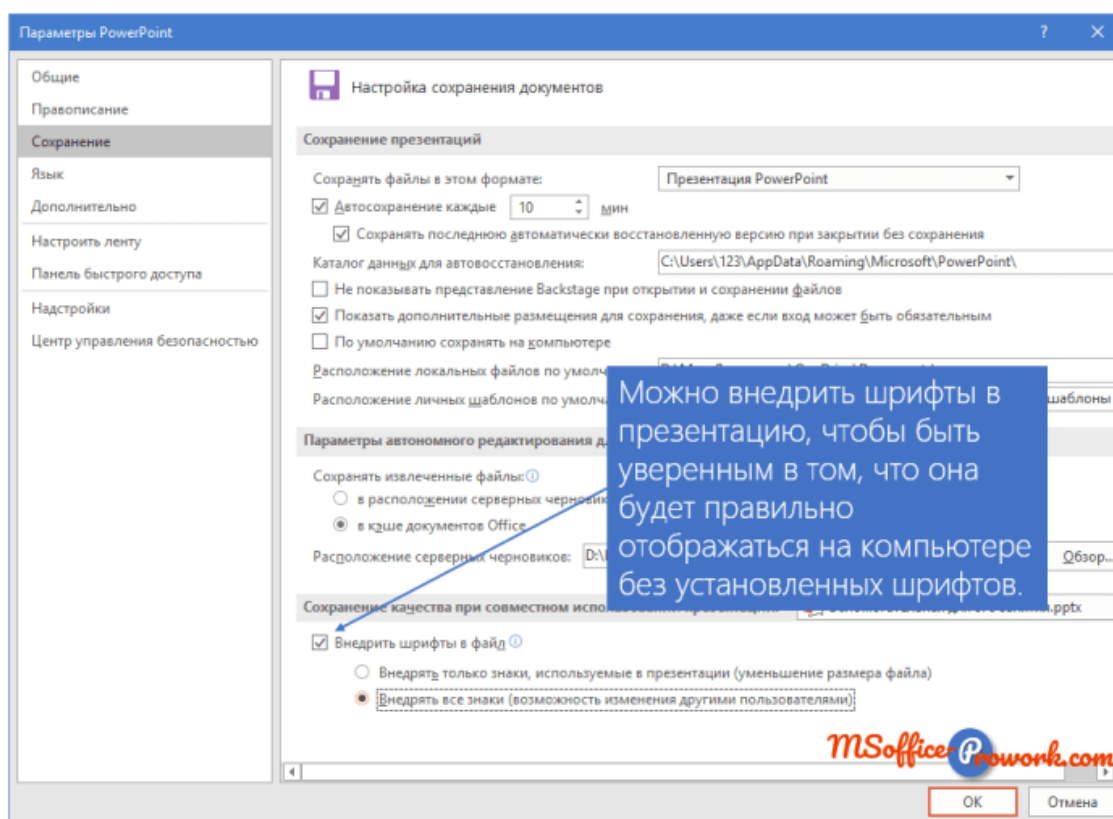 Параметры PowerPoint
Общие
Правописание
Сохранение
Язык
Дополнительно
Настроить ленту
Панель быстрого доступа
Надстройки
Центр управления безопасностью
Настройка сохранения документов
Сохранение презентаций
Сохранять файлы в этом формате: Презентация PowerPoint
Автосохранение каждые 10 мин
Сохранять последнюю автоматически восстановленную версию при закрытии без сохранения
Каталог данных для автовосстановления: C:\Users\123\AppData\Roaming\Microsoft\PowerPoint\
Не показывать представление Backstage при открытии и сохранении файлов
Показать дополнительные размещения для сохранения, даже если вход может быть обязательным
По умолчанию сохранять на компьютере
Расположение локальных файлов по умолч
Расположение личных шаблонов по умолч шаблоны
Параметры автономного редактирования д
Сохранять извлеченные файлы:
в расположении серверных чернови
в кэше документов Office
Расположение серверных черновиков: D:\ Обзор...
Можно внедрить шрифты в
презентацию, чтобы быть
уверенным в том, что она
будет правильно
отображаться на компьютере
без установленных шрифтов.
Сохранение качества при совместном .pptx
Внедрить шрифты в файл
Внедрять только знаки, используемые в презентации (уменьшение размера файла)
Внедрять все знаки (возможность изменения другими пользователями)
MSoffice-Prowork.com
ОК Отмена